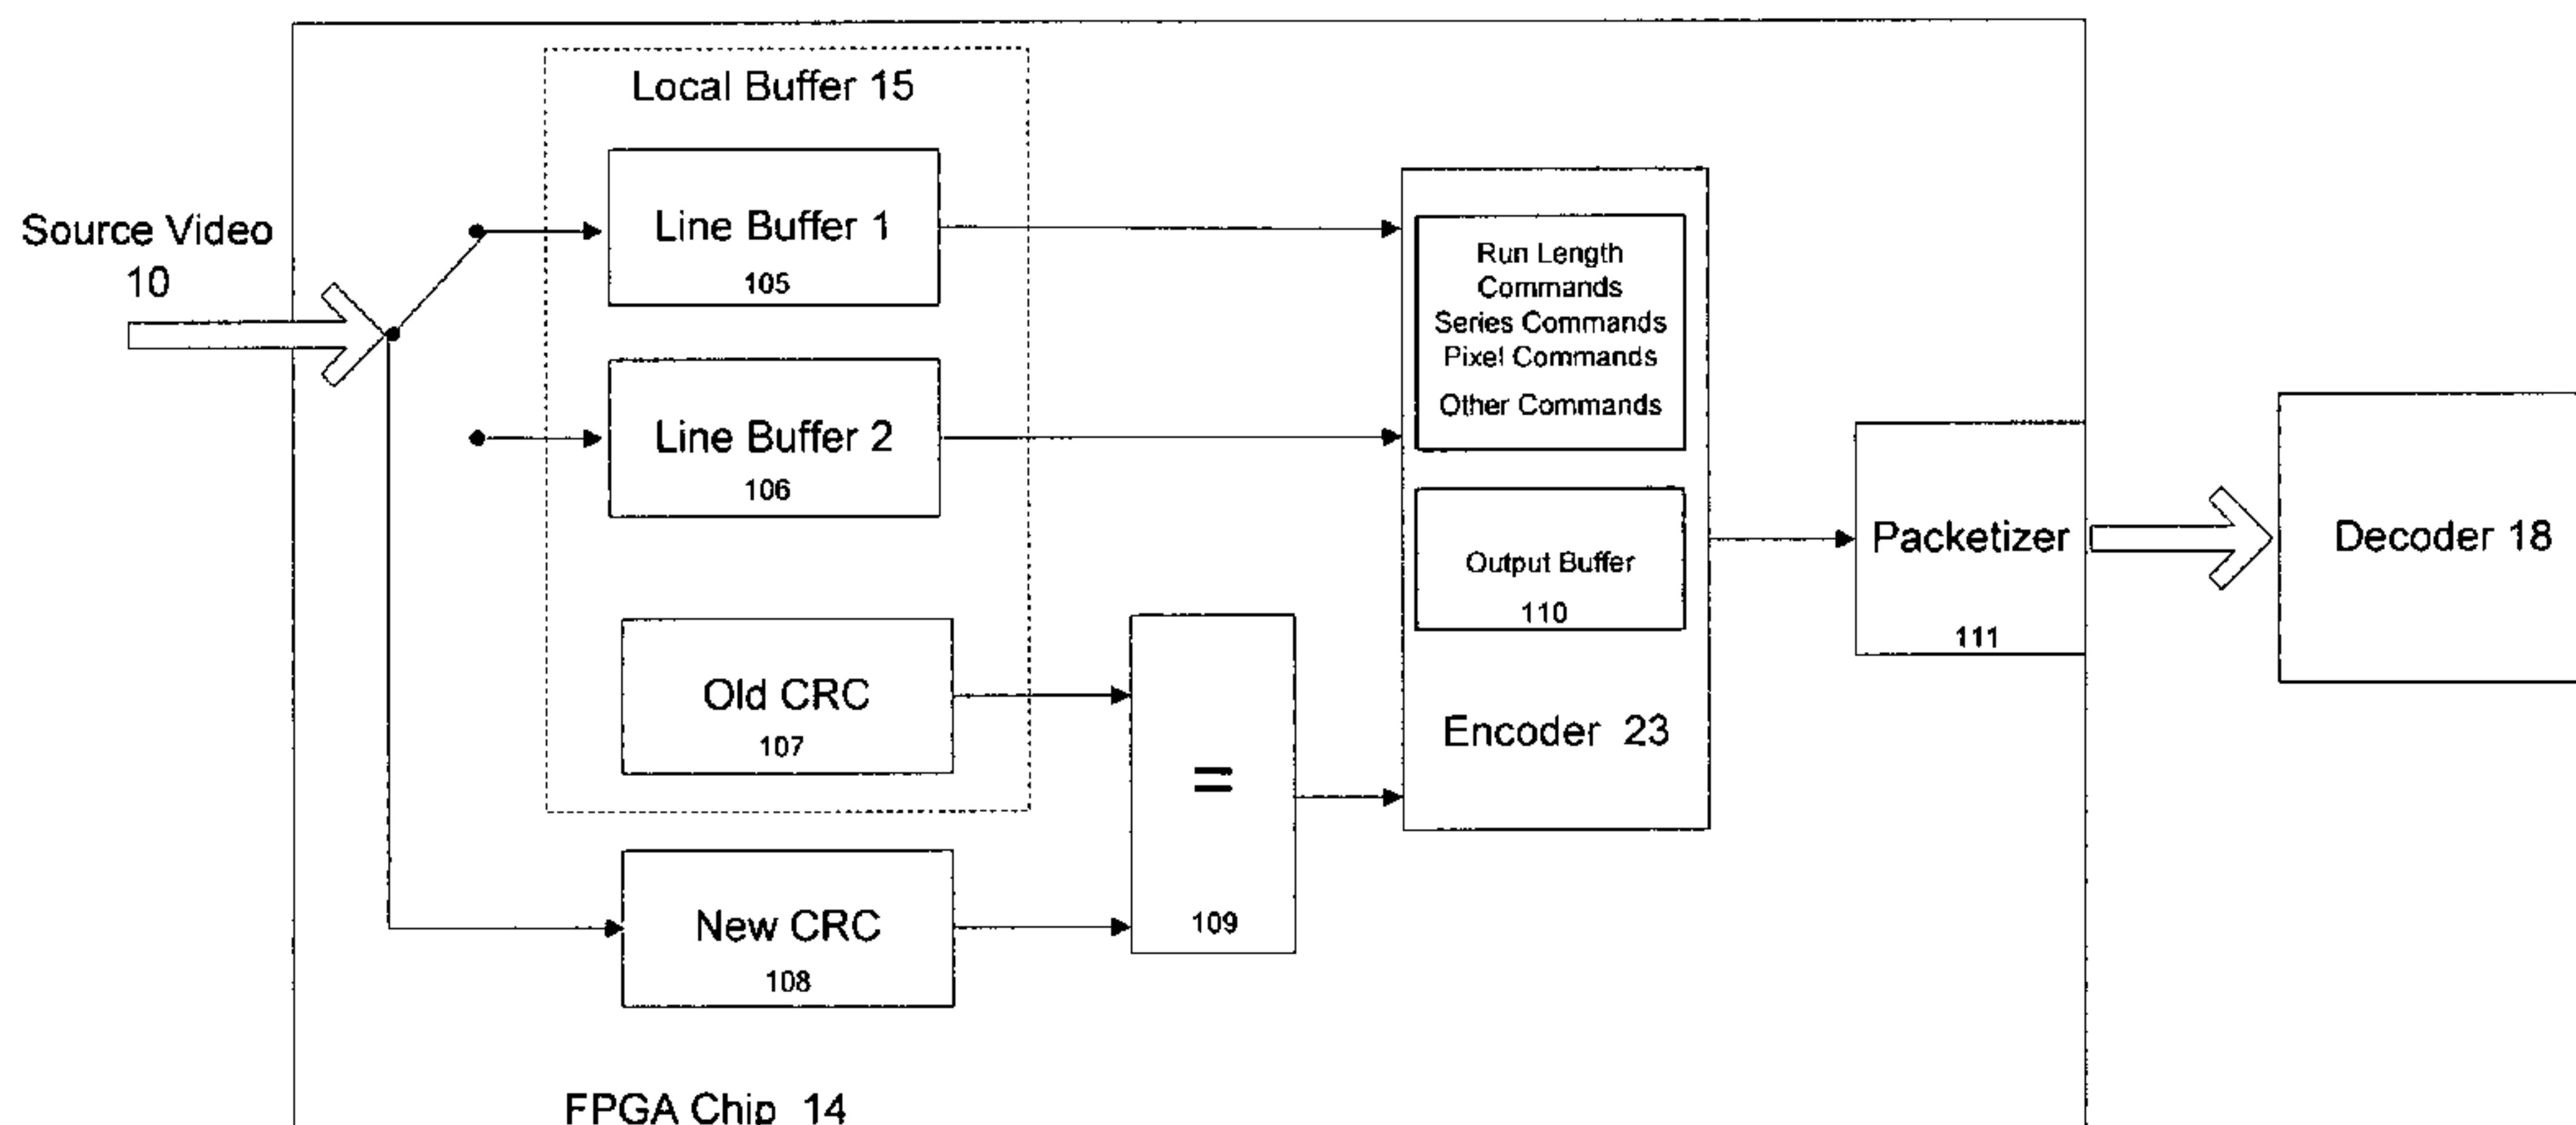 Local Buffer 15
Source Video
10
Line Buffer 1
105
Line Buffer 2
106
Old CRC
107
New CRC
108
=
109
Run Length
Commands
Series Commands
Pixel Commands
Other Commands
Output Buffer
110
Encoder 23
Packetizer
111
Decoder 18
FPGA Chip 14